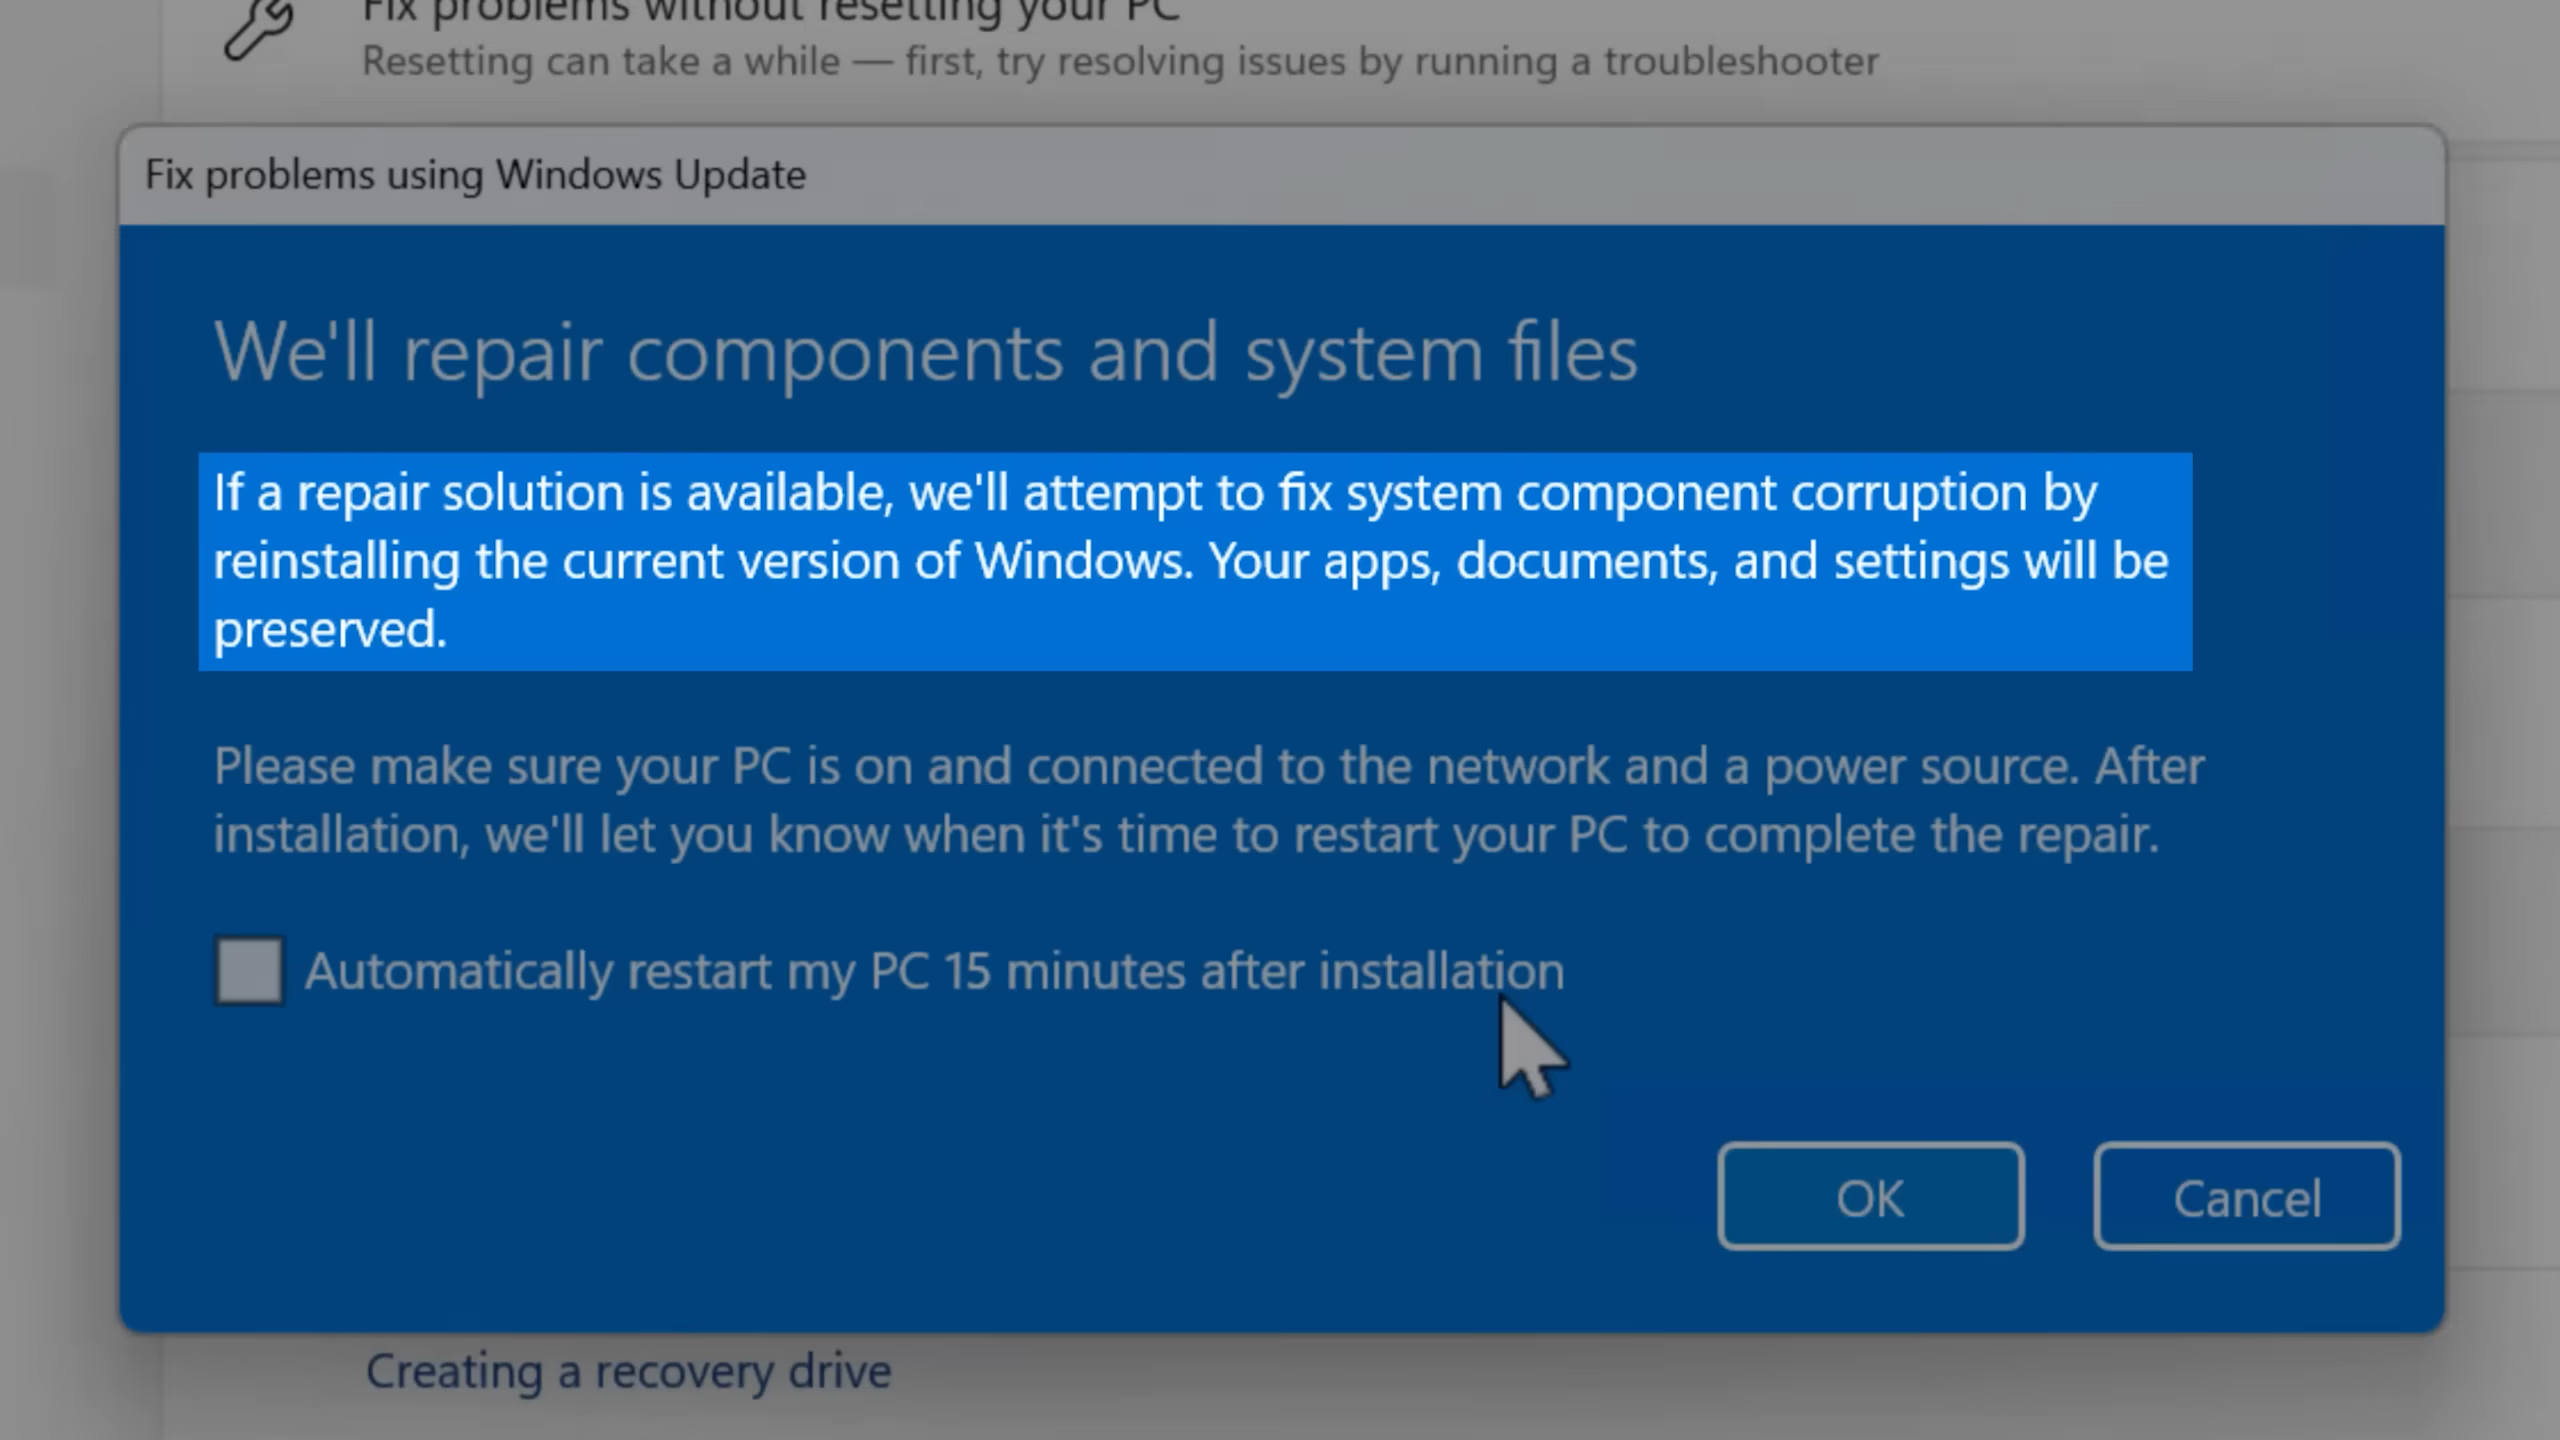 Fix problems without resetting your PC
Resetting can take a while — first, try resolving issues by running a troubleshooter
Fix problems using Windows Update
We'll repair components and system files
If a repair solution is available, we'll attempt to fix system component corruption by
reinstalling the current version of Windows. Your apps, documents, and settings will be
preserved.
Please make sure your PC is on and connected to the network and a power source. After
installation, we'll let you know when it's time to restart your PC to complete the repair.
Automatically restart my PC 15 minutes after installation
OK
Cancel
Creating a recovery drive